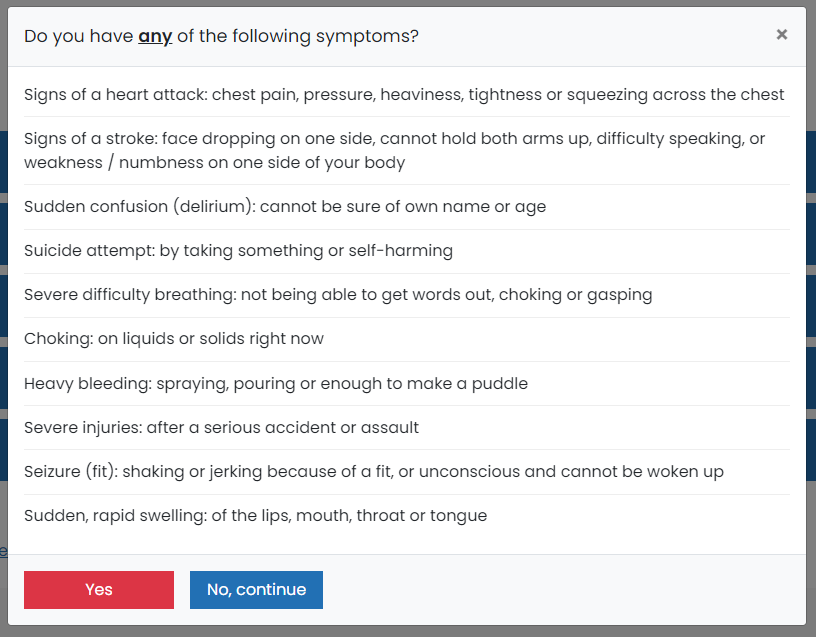 Do you have any of the following symptoms?
×
Signs of a heart attack: chest pain, pressure, heaviness, tightness or squeezing across the chest
Signs of a stroke: face dropping on one side, cannot hold both arms up, difficulty speaking, or
weakness / numbness on one side of your body
Sudden confusion (delirium): cannot be sure of own name or age
Suicide attempt: by taking something or self-harming
Severe difficulty breathing: not being able to get words out, choking or gasping
Choking: on liquids or solids right now
Heavy bleeding: spraying, pouring or enough to make a puddle
Severe injuries: after a serious accident or assault
Seizure (fit): shaking or jerking because of a fit, or unconscious and cannot be woken up
Sudden, rapid swelling: of the lips, mouth, throat or tongue
e
Yes
No, continue